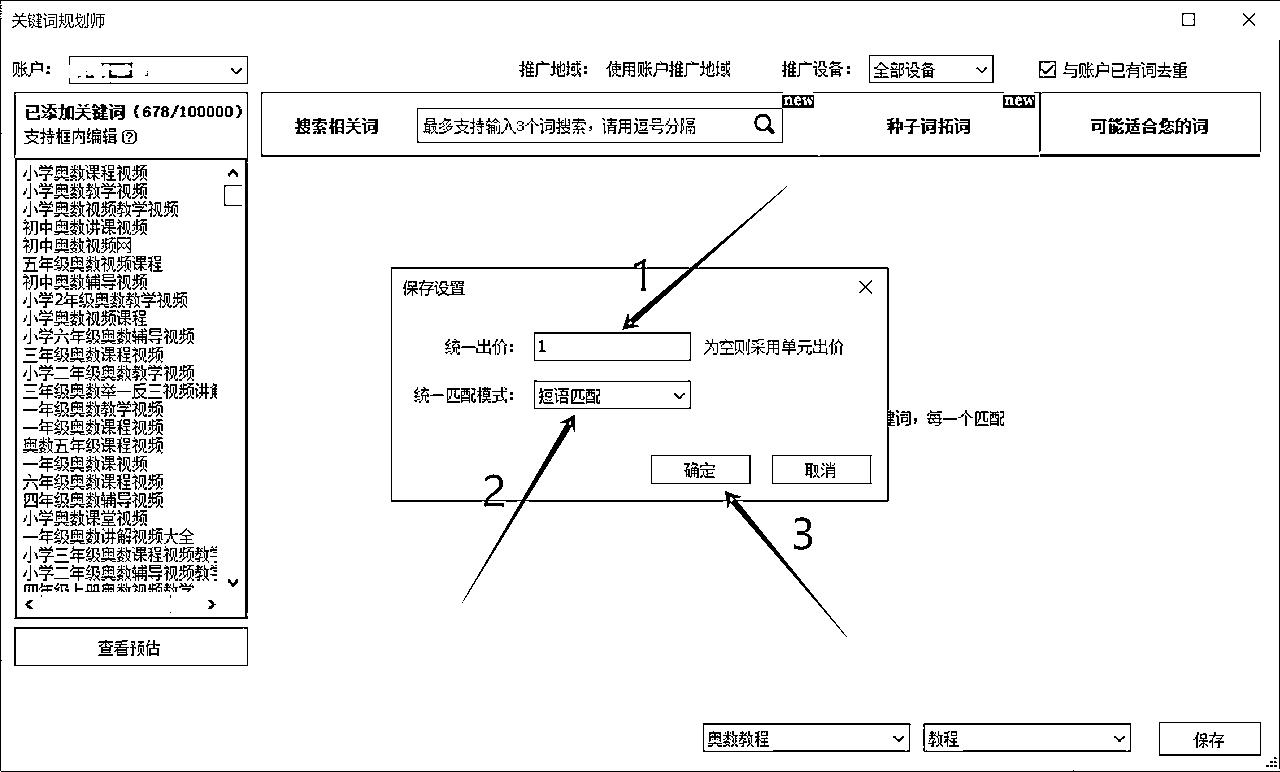 关键词规划师
账户：
推广地域： 使用账户推广地域
推广设备： 全部设备
与账户已有词去重
已添加关键词（678/100000）
支持框内编辑
搜索相关词
最多支持输入3个词搜索，请用逗号分隔
new
种子词拓词
new
可能适合您的词
小学奥数课程视频
小学奥数教学视频
小学奥数视频教学视频
初中奥数讲课视频
初中奥数视频网
五年级奥数视频课程
初中奥数辅导视频
小学2年级奥数教学视频
小学奥数视频课程
小学六年级奥数辅导视频
三年级奥数课程视频
小学二年级奥数教学视频
三年级奥数举一反三视频讲解
一年级奥数教学视频
一年级奥数课程视频
奥数五年级课程视频
一年级奥数课视频
六年级奥数课程视频
四年级奥数辅导视频
小学奥数课堂视频
一年级奥数讲解视频大全
小学三年级奥数课程视频教学
小学二年级奥数辅导视频教学
四年级上册奥数视频教学
查看预估
保存设置
1
统一出价： 1 为空则采用单元出价
统一匹配模式： 短语匹配
键词，每一个匹配
确定 取消
2
3
奥数教程 教程 保存